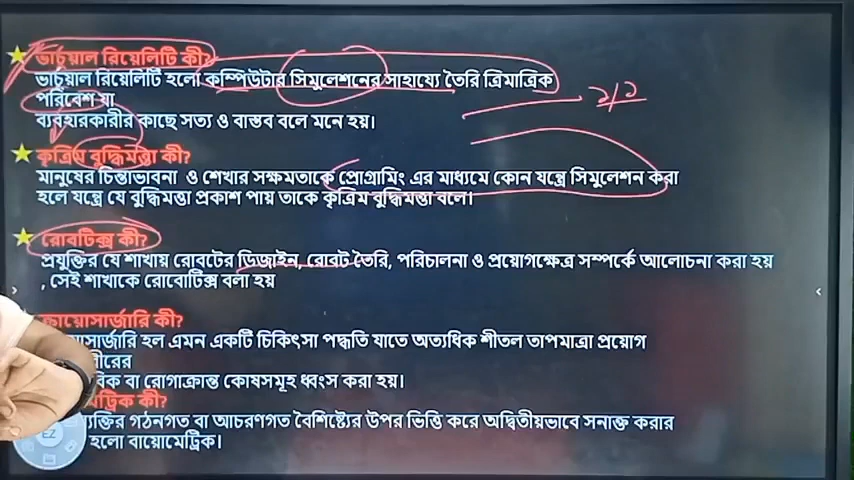 ভার্চুয়াল রিয়েলিটি কী?
ভার্চুয়াল রিয়েলিটি হলো কম্পিউটার সিমুলেশনের সাহায্যে তৈরি ত্রিমাত্রিক
পরিবেশ যা
ব্যবহারকারীর কাছে সত্য ও বাস্তব বলে মনে হয়।
২/২
কৃত্রিম বুদ্ধিমত্তা কী?
মানুষের চিন্তাভাবনা ও শেখার সক্ষমতাকে প্রোগ্রামিং এর মাধ্যমে কোন যন্ত্রে সিমুলেশন করা
হলে যন্ত্রে যে বুদ্ধিমত্তা প্রকাশ পায় তাকে কৃত্রিম বুদ্ধিমত্তা বলে।
রোবটিক্স কী?
প্রযুক্তির যে শাখায় রোবটের ডিজাইন, রোবট তৈরি, পরিচালনা ও প্রয়োগক্ষেত্র সম্পর্কে আলোচনা করা হয়
, সেই শাখাকে রোবোটিক্স বলা হয়
ক্রায়োসার্জারি কী?
হল এমন একটি চিকিৎসা পদ্ধতি যাতে অত্যধিক শীতল তাপমাত্রা প্রয়োগ
বা রোগাক্রান্ত কোষসমূহ ধ্বংস করা হয়।
কী?
গঠনগত বা আচরণগত বৈশিষ্ট্যের উপর ভিত্তি করে অদ্বিতীয়ভাবে সনাক্ত করার
হলো বায়োমেট্রিক।
EZ